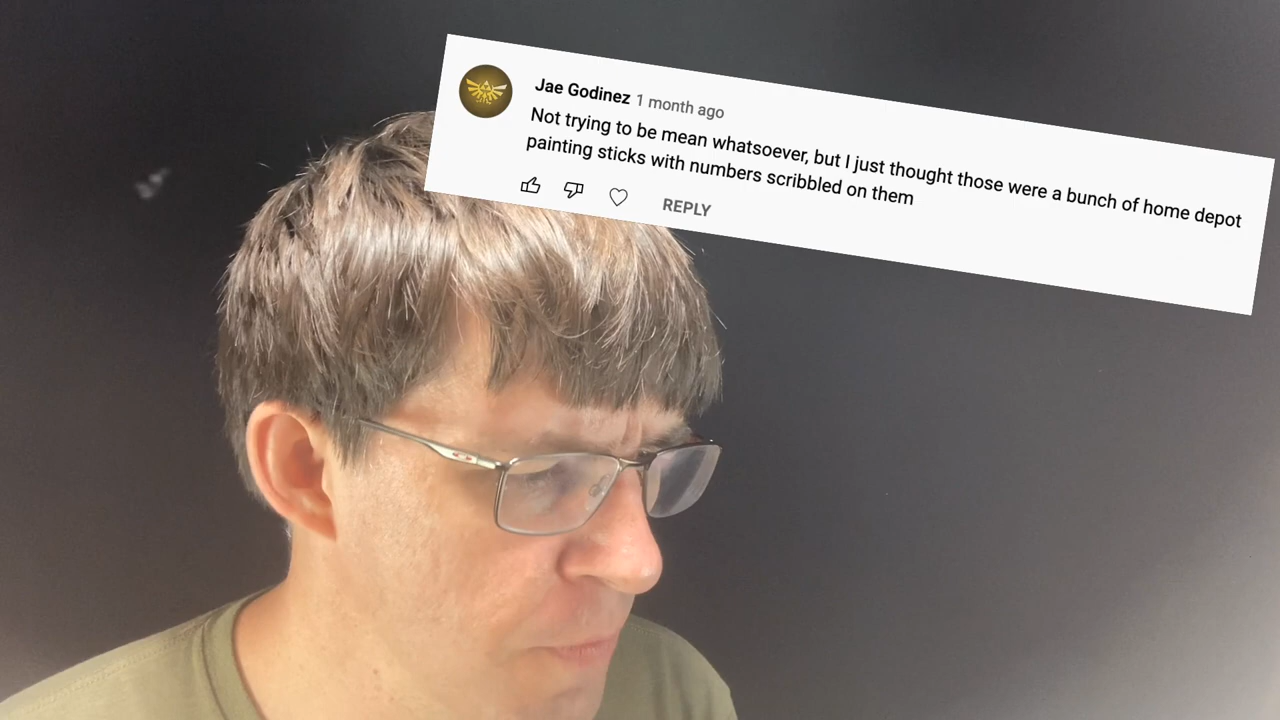 Jae Godinez 1 month ago
Not trying to be mean whatsoever, but I just thought those were a bunch of home depot
painting sticks with numbers scribbled on them
REPLY